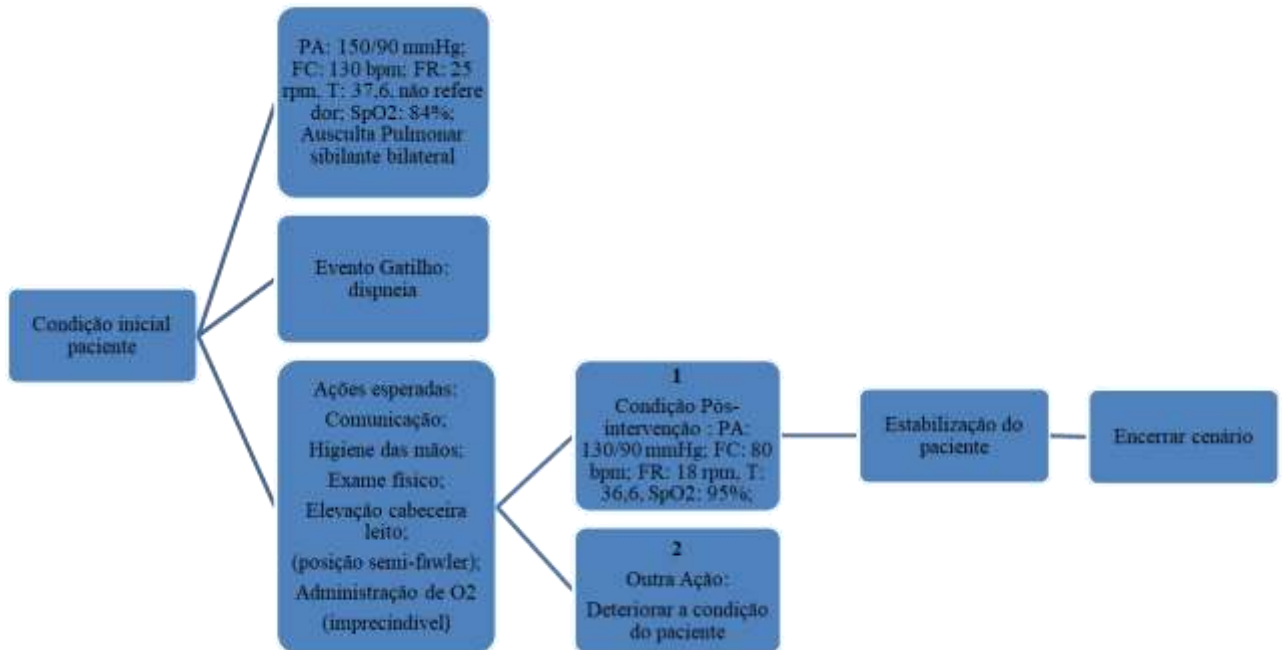 PA: 150/90 mmHg;
FC: 130 bpm; FR: 25
rpm, T: 37,6, não refere
dor; SpO2: 84%;
Ausculta Pulmonar
sibilante bilateral
Evento Gatilho:
dispneia
Condição inicial
paciente
Ações esperadas:
Comunicação;
Higiene das mãos;
Exame físico;
Elevação cabeceira
leito;
(posição semi-fawler);
Administração de O2
(imprecindivel)
1
Condição Pós-
intervenção : PA:
130/90 mmHg; FC: 80
bpm; FR: 18 rpm, T:
36,6, SpO2: 95%;
2
Outra Ação:
Deteriorar a condição
do paciente
Estabilização do
paciente
Encerrar cenário